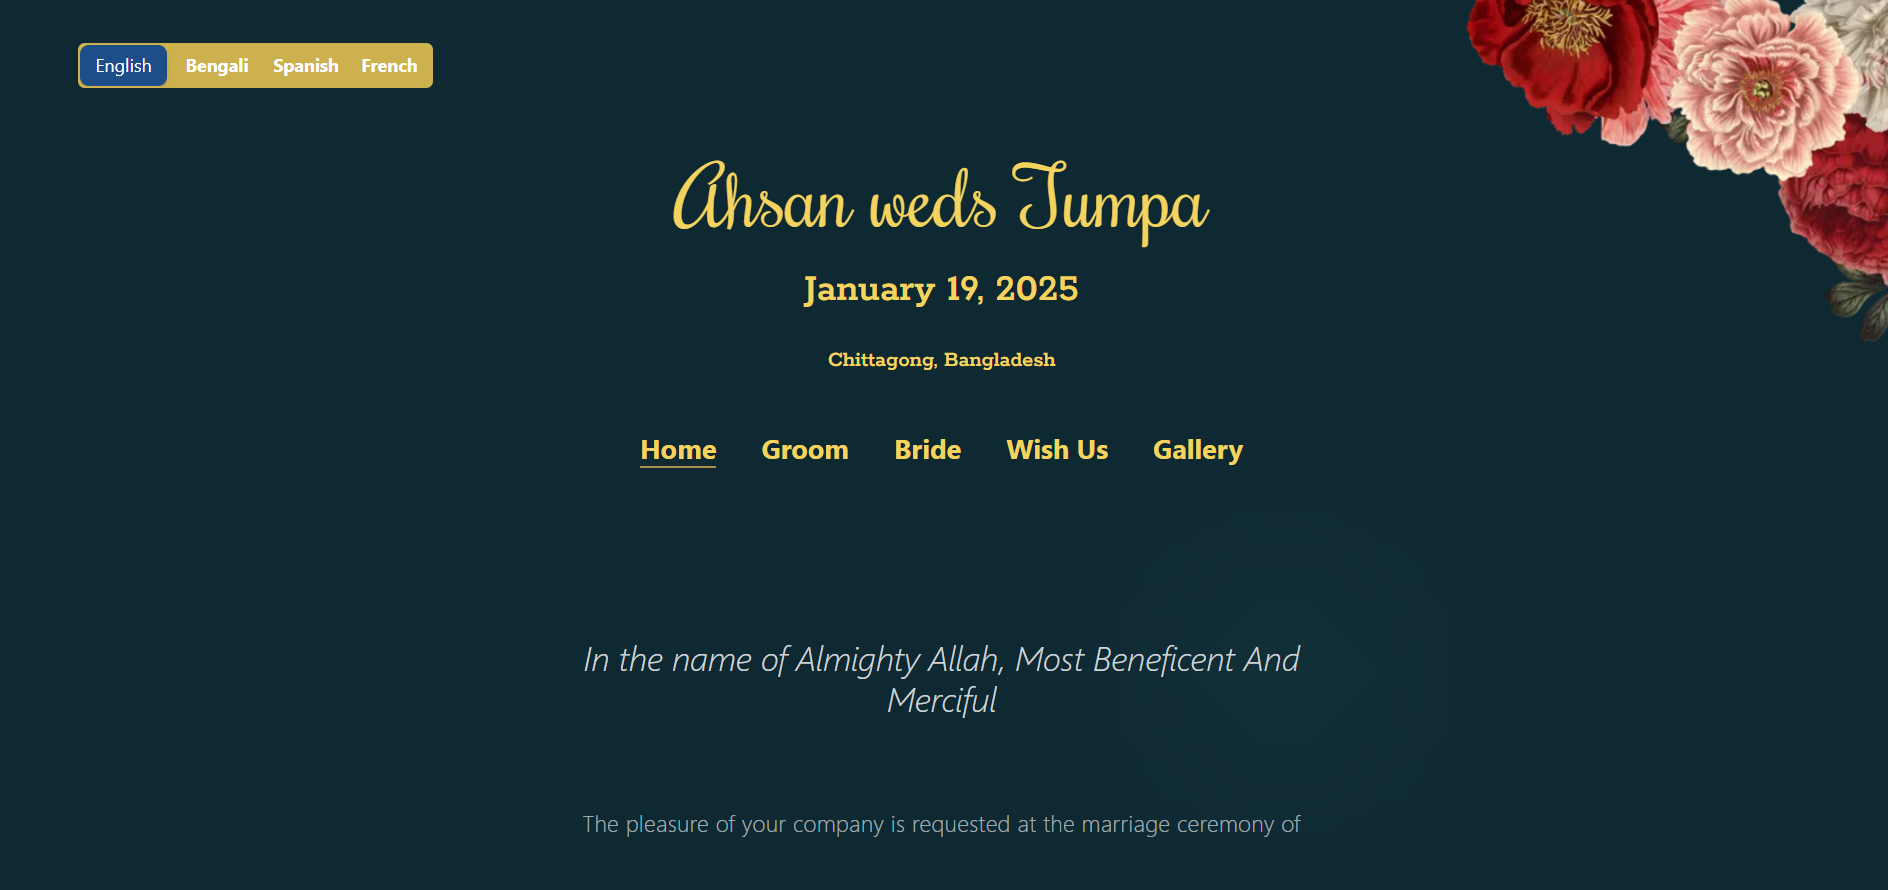 English Bengali Spanish French
Ahsan weds Tumpa
January 19, 2025
Chittagong, Bangladesh
Home Groom Bride Wish Us Gallery
In the name of Almighty Allah, Most Beneficent And
Merciful
The pleasure of your company is requested at the marriage ceremony of